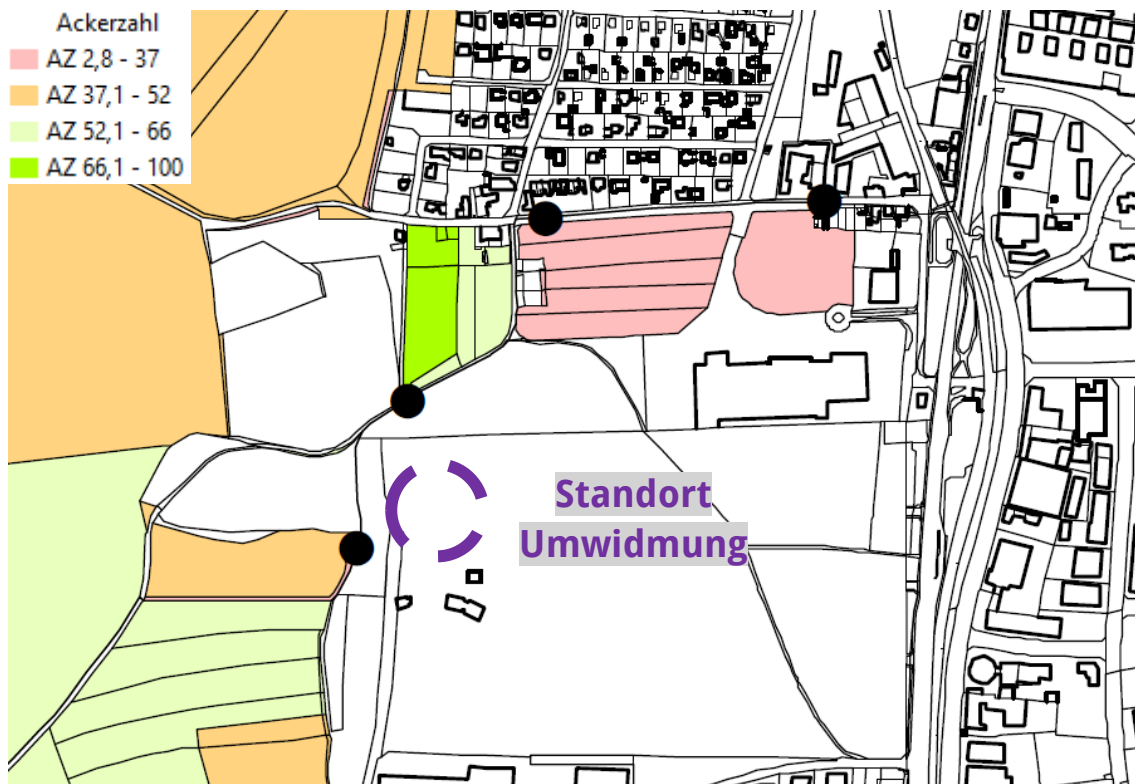 Ackerzahl
AZ 2,8 - 37
AZ 37,1 - 52
AZ 52,1 - 66
AZ 66,1 - 100
Standort
Umwidmung